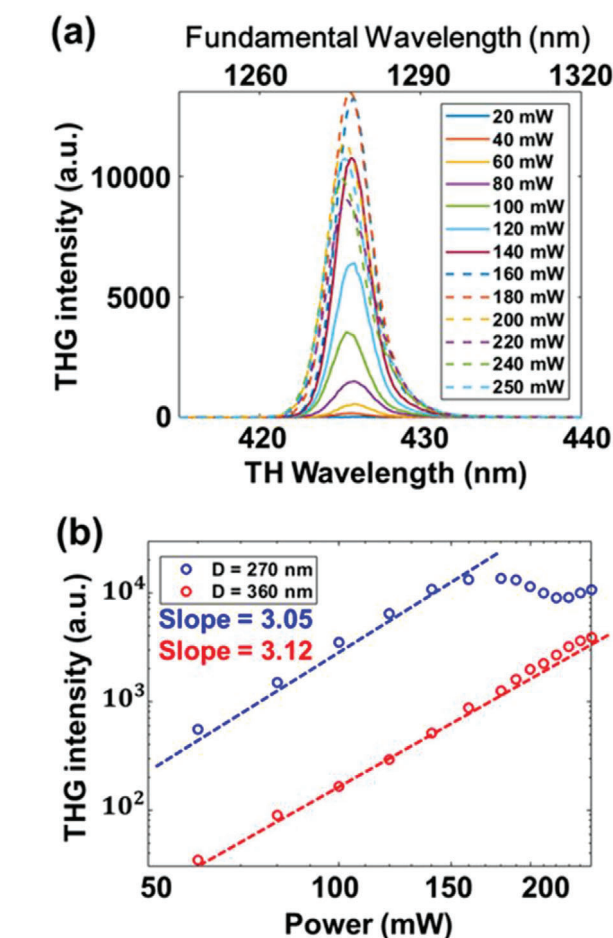 (a)
Fundamental Wavelength (nm)
1260 1290 1320
THG intensity (a.u.)
10000
5000
0
20 mW
40 mW
60 mW
80 mW
100 mW
120 mW
140 mW
160 mW
180 mW
200 mW
220 mW
240 mW
250 mW
420 430 440
TH Wavelength (nm)
(b)
THG intensity (a.u.)
10⁴
10³
10²
D = 270 nm
D = 360 nm
Slope = 3.05
Slope = 3.12
50 100 150 200
Power (mW)